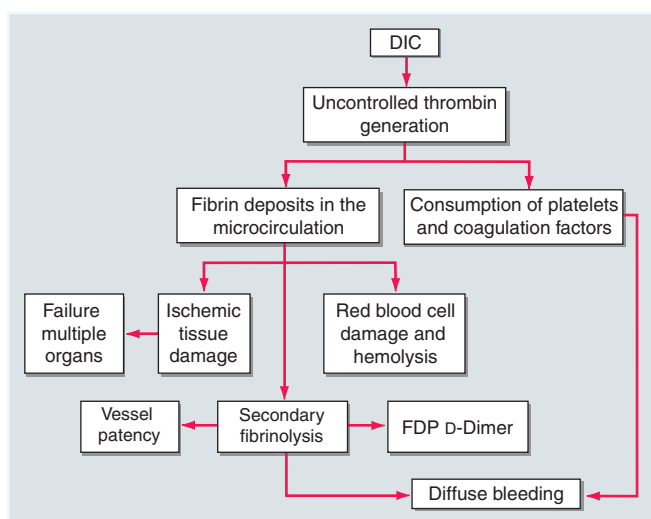 DIC
Uncontrolled thrombin
generation
Fibrin deposits in the
microcirculation
Consumption of platelets
and coagulation factors
Failure
multiple
organs
Ischemic
tissue
damage
Red blood cell
damage and
hemolysis
Vessel
patency
Secondary
fibrinolysis
FDP D-Dimer
Diffuse bleeding